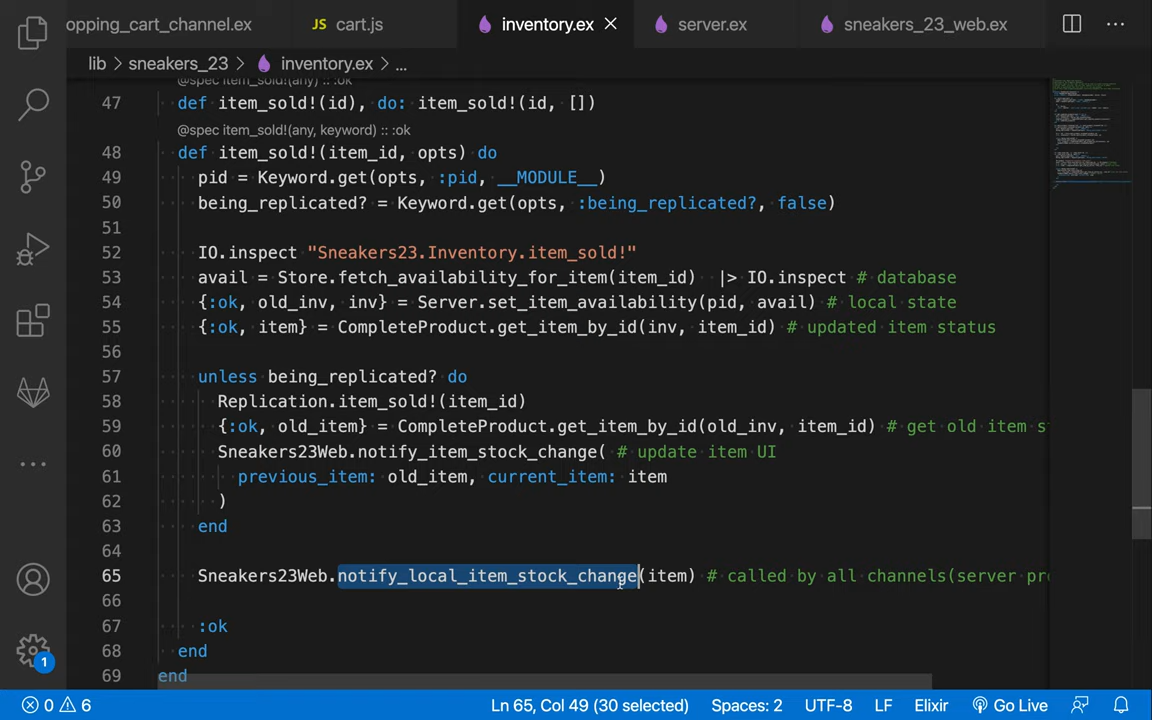 opping_cart_channel.ex JS cart.js inventory.ex server.ex sneakers_23_web.ex
lib > sneakers_23 > inventory.ex > ...
@spec item_sold!(any) :: :ok
47 def item_sold!(id), do: item_sold!(id, [])
@spec item_sold!(any, keyword) :: :ok
48 def item_sold!(item_id, opts) do
49 pid = Keyword.get(opts, :pid, __MODULE__)
50 being_replicated? = Keyword.get(opts, :being_replicated?, false)
51
52 IO.inspect "Sneakers23.Inventory.item_sold!"
53 avail = Store.fetch_availability_for_item(item_id) |> IO.inspect # database
54 {:ok, old_inv, inv} = Server.set_item_availability(pid, avail) # local state
55 {:ok, item} = CompleteProduct.get_item_by_id(inv, item_id) # updated item status
56
57 unless being_replicated? do
58 Replication.item_sold!(item_id)
59 {:ok, old_item} = CompleteProduct.get_item_by_id(old_inv, item_id) # get old item s
60 Sneakers23Web.notify_item_stock_change( # update item UI
61 previous_item: old_item, current_item: item
62 )
63 end
64
65 Sneakers23Web.notify_local_item_stock_change(item) # called by all channels(server pr
66
67 :ok
68 end
69 end
1
0 6 Ln 65, Col 49 (30 selected) Spaces: 2 UTF-8 LF Elixir Go Live